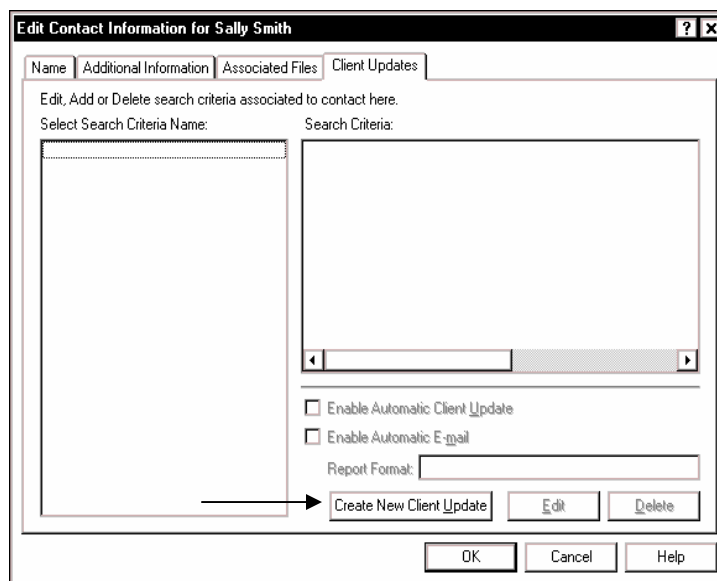 Edit Contact Information for Sally Smith
Name Additional Information Associated Files Client Updates
Edit, Add or Delete search criteria associated to contact here.
Select Search Criteria Name: Search Criteria:
Enable Automatic Client Update
Enable Automatic E-mail
Report Format:
Create New Client Update Edit Delete
OK Cancel Help